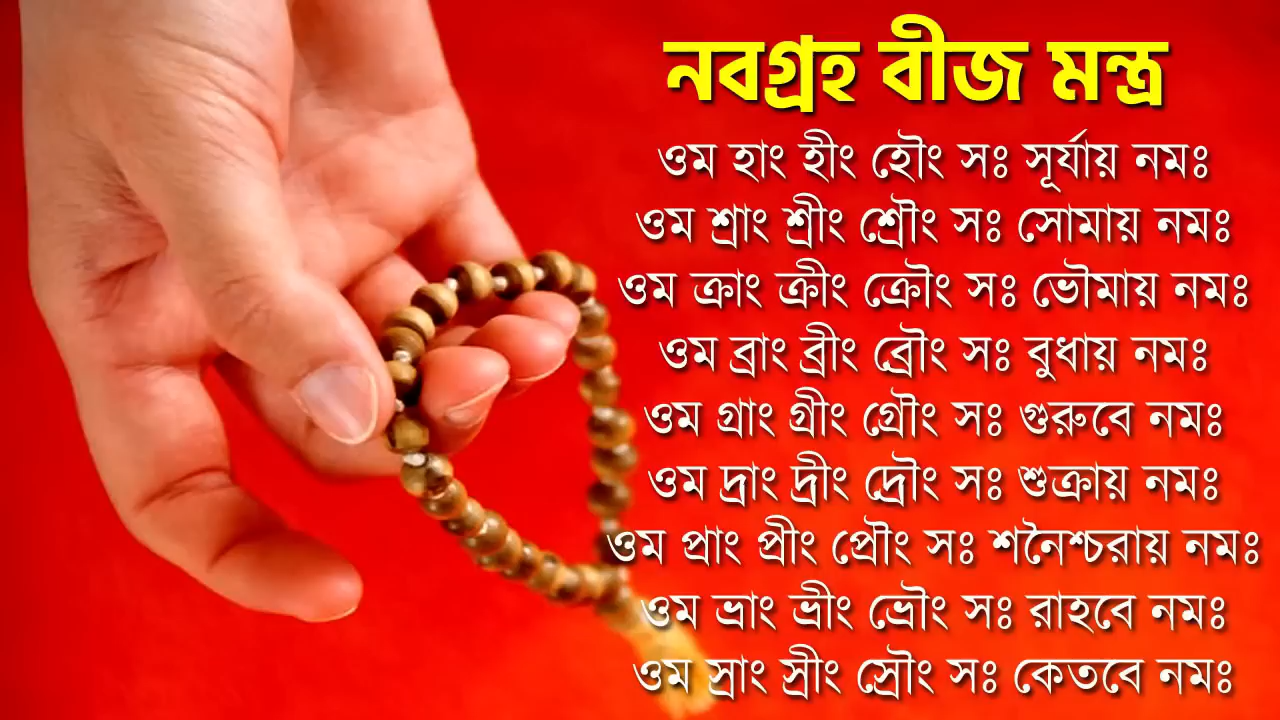 নবগ্রহ বীজ মন্ত্র
ওম হাং হীং হৌং সঃ সূর্যায় নমঃ
ওম শ্রাং শ্রীং শ্রৌং সঃ সোমায় নমঃ
ওম ক্রাং ক্রীং ক্রৌং সঃ ভৌমায় নমঃ
ওম ব্রাং ব্রীং ব্রৌং সঃ বুধায় নমঃ
ওম গ্রাং গ্রীং গ্রৌং সঃ গুরুবে নমঃ
ওম দ্রাং দ্রীং দ্রৌং সঃ শুক্রায় নমঃ
ওম প্রাং প্রীং প্রৌং সঃ শনৈশ্চরায় নমঃ
ওম ভ্রাং ভ্রীং ভ্রৌং সঃ রাহবে নমঃ
ওম স্রাং স্রীং স্রৌং সঃ কেতবে নমঃ